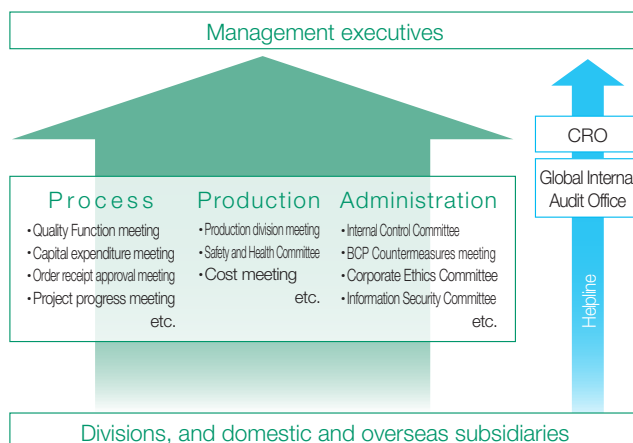 Management executives
CRO
Global Internal
Audit Office
Helpline
Process
・Quality Function meeting
・Capital expenditure meeting
・Order receipt approval meeting
・Project progress meeting
etc.
Production
・Production division meeting
・Safety and Health Committee
・Cost meeting
etc.
Administration
・Internal Control Committee
・BCP Countermeasures meeting
・Corporate Ethics Committee
・Information Security Committee
etc.
Divisions, and domestic and overseas subsidiaries